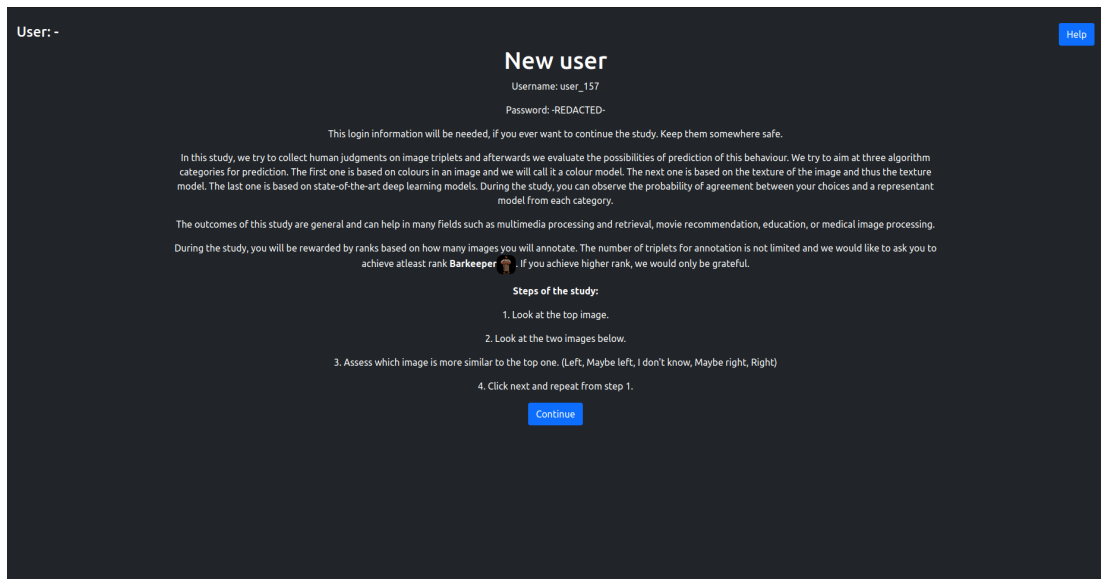 User: -
Help
New user
Username: user_157
Password: -REDACTED-
This login information will be needed, if you ever want to continue the study. Keep them somewhere safe.
In this study, we try to collect human judgments on image triplets and afterwards we evaluate the possibilities of prediction of this behaviour. We try to aim at three algorithm
categories for prediction. The first one is based on colours in an image and we will call it a colour model. The next one is based on the texture of the image and thus the texture
model. The last one is based on state-of-the-art deep learning models. During the study, you can observe the probability of agreement between your choices and a representant
model from each category.
The outcomes of this study are general and can help in many fields such as multimedia processing and retrieval, movie recommendation, education, or medical image processing.
During the study, you will be rewarded by ranks based on how many images you will annotate. The number of triplets for annotation is not limited and we would like to ask you to
achieve atleast rank Barkeeper . If you achieve higher rank, we would only be grateful.
Steps of the study:
1. Look at the top image.
2. Look at the two images below.
3. Assess which image is more similar to the top one. (Left, Maybe left, I don't know, Maybe right, Right)
4. Click next and repeat from step 1.
Continue